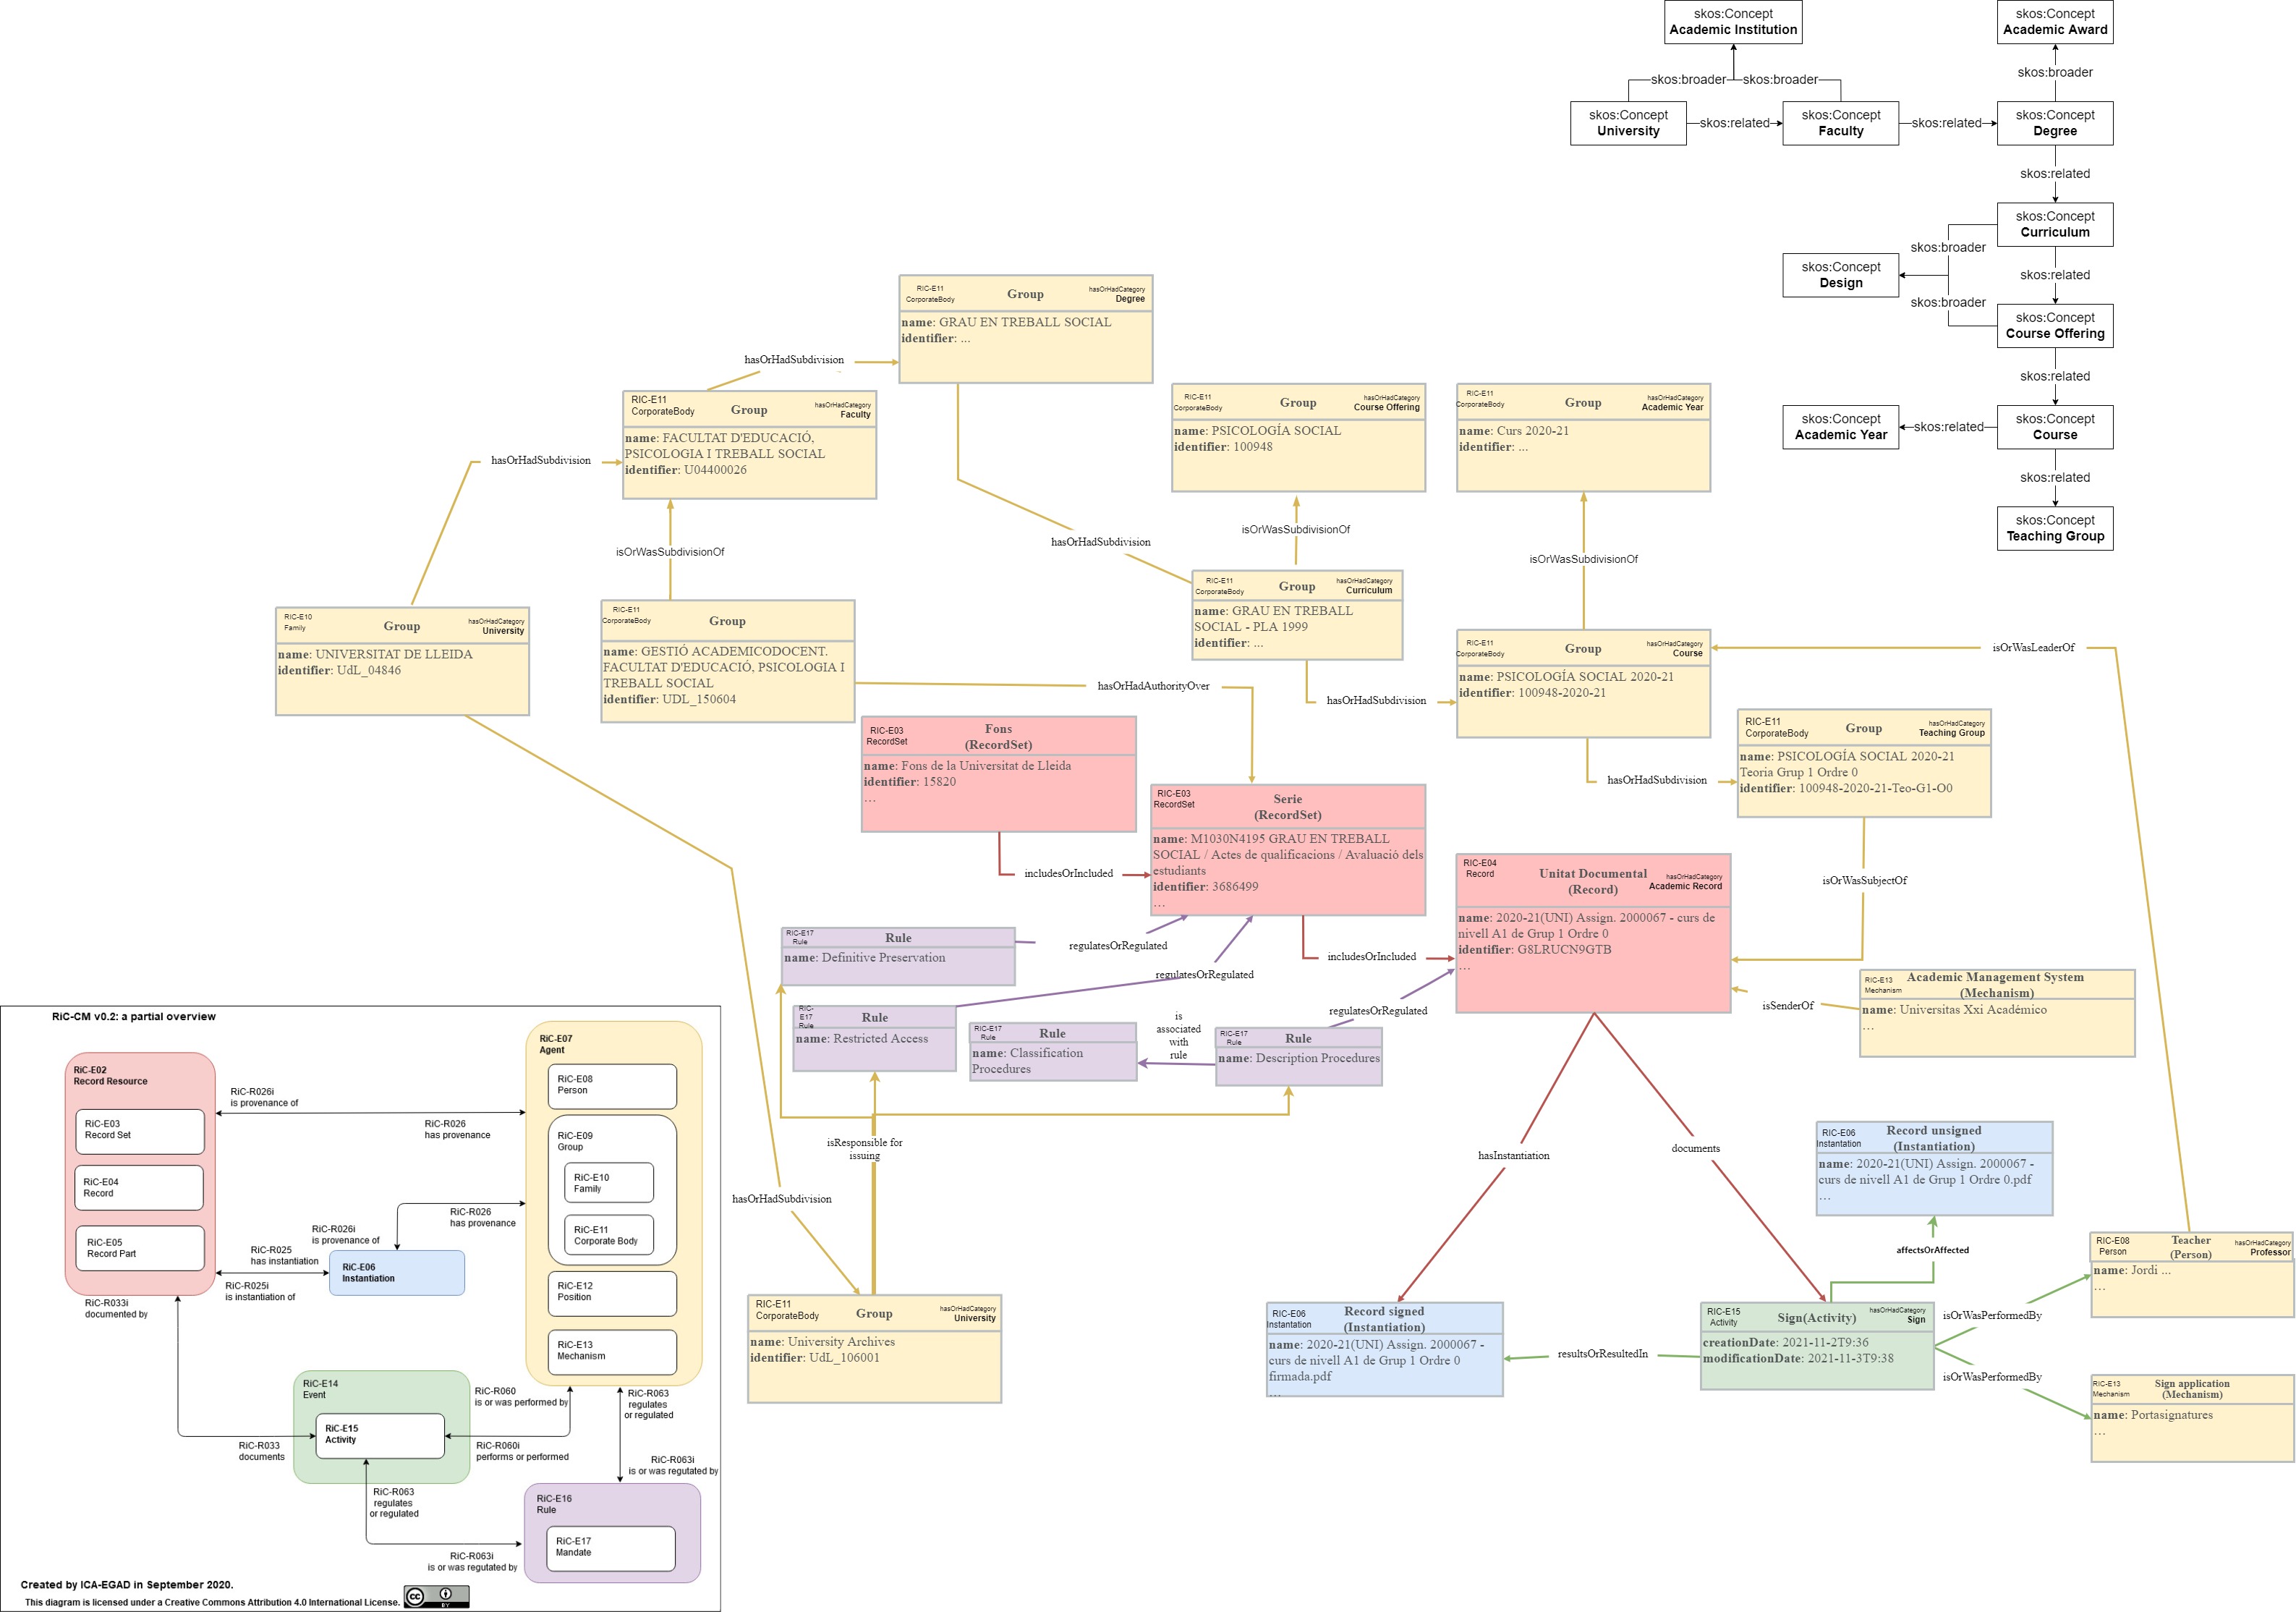 skos:Concept
Academic Institution
skos:Concept
Academic Award
skos:broader
skos:broader
skos:broader
skos:Concept
University
skos:related
skos:Concept
Faculty
skos:related
skos:Concept
Degree
skos:related
skos:Concept
Curriculum
skos:broader
skos:Concept
Design
skos:related
skos:broader
skos:Concept
Course Offering
skos:related
skos:Concept
Academic Year
skos:related
skos:Concept
Course
skos:related
skos:Concept
Teaching Group
RIC-E11
CorporateBody
Group
hasOrHadCategory
Degree
name: GRAU EN TREBALL SOCIAL
identifier: ...
hasOrHadSubdivision
RIC-E11
CorporateBody
Group
hasOrHadCategory
Faculty
name: FACULTAT D'EDUCACIÓ,
PSICOLOGIA I TREBALL SOCIAL
identifier: U04400026
RIC-E11
CorporateBody
Group
hasOrHadCategory
Course Offering
name: PSICOLOGÍA SOCIAL
identifier: 100948
RIC-E11
CorporateBody
Group
hasOrHadCategory
Academic Year
name: Curs 2020-21
identifier: ...
hasOrHadSubdivision
isOrWasSubdivisionOf
hasOrHadSubdivision
isOrWasSubdivisionOf
isOrWasSubdivisionOf
RIC-E10
Family
Group
hasOrHadCategory
University
name: UNIVERSITAT DE LLEIDA
identifier: UdL_04846
RIC-E11
CorporateBody
Group
name: GESTIÓ ACADEMICODOCENT.
FACULTAT D'EDUCACIÓ, PSICOLOGIA I
TREBALL SOCIAL
identifier: UDL_150604
RIC-E11
CorporateBody
Group
hasOrHadCategory
Curriculum
name: GRAU EN TREBALL
SOCIAL - PLA 1999
identifier: ...
RIC-E11
CorporateBody
Group
hasOrHadCategory
Course
name: PSICOLOGÍA SOCIAL 2020-21
identifier: 100948-2020-21
isOrWasLeaderOf
hasOrHadAuthorityOver
hasOrHadSubdivision
RIC-E11
CorporateBody
Group
hasOrHadCategory
Teaching Group
name: PSICOLOGÍA SOCIAL 2020-21
Teoria Grup 1 Ordre 0
identifier: 100948-2020-21-Teo-G1-O0
hasOrHadSubdivision
RIC-E03
RecordSet
Fons
(RecordSet)
name: Fons de la Universitat de Lleida
identifier: 15820
...
RIC-E03
RecordSet
Serie
(RecordSet)
name: M1030N4195 GRAU EN TREBALL
SOCIAL / Actes de qualificacions / Avaluació dels
estudiants
identifier: 3686499
...
includesOrIncluded
RIC-E04
Record
Unitat Documental
(Record)
hasOrHadCategory
Academic Record
name: 2020-21(UNI) Assign. 2000067 - curs de
nivell A1 de Grup 1 Ordre 0
identifier: G8LRUCN9GTB
...
isOrWasSubjectOf
RIC-E17
Rule
Rule
name: Definitive Preservation
regulatesOrRegulated
regulatesOrRegulated
includesOrIncluded
RIC-E13
Mechanism
Academic Management System
(Mechanism)
name: Universitas Xxi Académico
...
isSenderOf
RIC-
E17
Rule
Rule
name: Restricted Access
RIC-E17
Rule
Rule
name: Classification
Procedures
is
associated
with
rule
RIC-E17
Rule
Rule
name: Description Procedures
regulatesOrRegulated
isResponsible for
issuing
hasOrHadSubdivision
hasInstantiation
documents
RIC-E06
Instantation
Record unsigned
(Instantiation)
name: 2020-21(UNI) Assign. 2000067 -
curs de nivell A1 de Grup 1 Ordre 0.pdf
...
affectsOrAffected
RIC-E08
Person
Teacher
(Person)
hasOrHadCategory
Professor
name: Jordi ...
...
RIC-E11
CorporateBody
Group
hasOrHadCategory
University
name: University Archives
identifier: UdL_106001
RIC-E06
Instantation
Record signed
(Instantiation)
name: 2020-21(UNI) Assign. 2000067 -
curs de nivell A1 de Grup 1 Ordre 0
firmada.pdf
...
resultsOrResultedIn
RIC-E15
Activity
Sign(Activity)
hasOrHadCategory
Sign
creationDate: 2021-11-2T9:36
modificationDate: 2021-11-3T9:38
isOrWasPerformedBy
isOrWasPerformedBy
RIC-E13
Mechanism
Sign application
(Mechanism)
name: Portasignatures
...
RiC-CM v0.2: a partial overview
RiC-E02
Record Resource
RiC-E03
Record Set
RiC-E04
Record
RiC-E05
Record Part
RiC-R026i
is provenance of
RiC-R026
has provenance
RiC-E07
Agent
RiC-E08
Person
RiC-E09
Group
RiC-E10
Family
RiC-E11
Corporate Body
RiC-E12
Position
RiC-E13
Mechanism
RiC-R026
has provenance
RiC-R026i
is provenance of
RiC-R025
has instantiation
RiC-R025i
is instantiation of
RiC-E06
Instantiation
RiC-R033i
documented by
RiC-E14
Event
RiC-E15
Activity
RiC-R060
is or was performed by
RiC-R063
regulates
or regulated
RiC-R033
documents
RiC-R060i
performs or performed
RiC-R063i
is or was regutated by
RiC-R063
regulates
or regulated
RiC-E16
Rule
RiC-E17
Mandate
RiC-R063i
is or was regutated by
Created by ICA-EGAD in September 2020.
This diagram is licensed under a Creative Commons Attribution 4.0 International License.
cc
BY